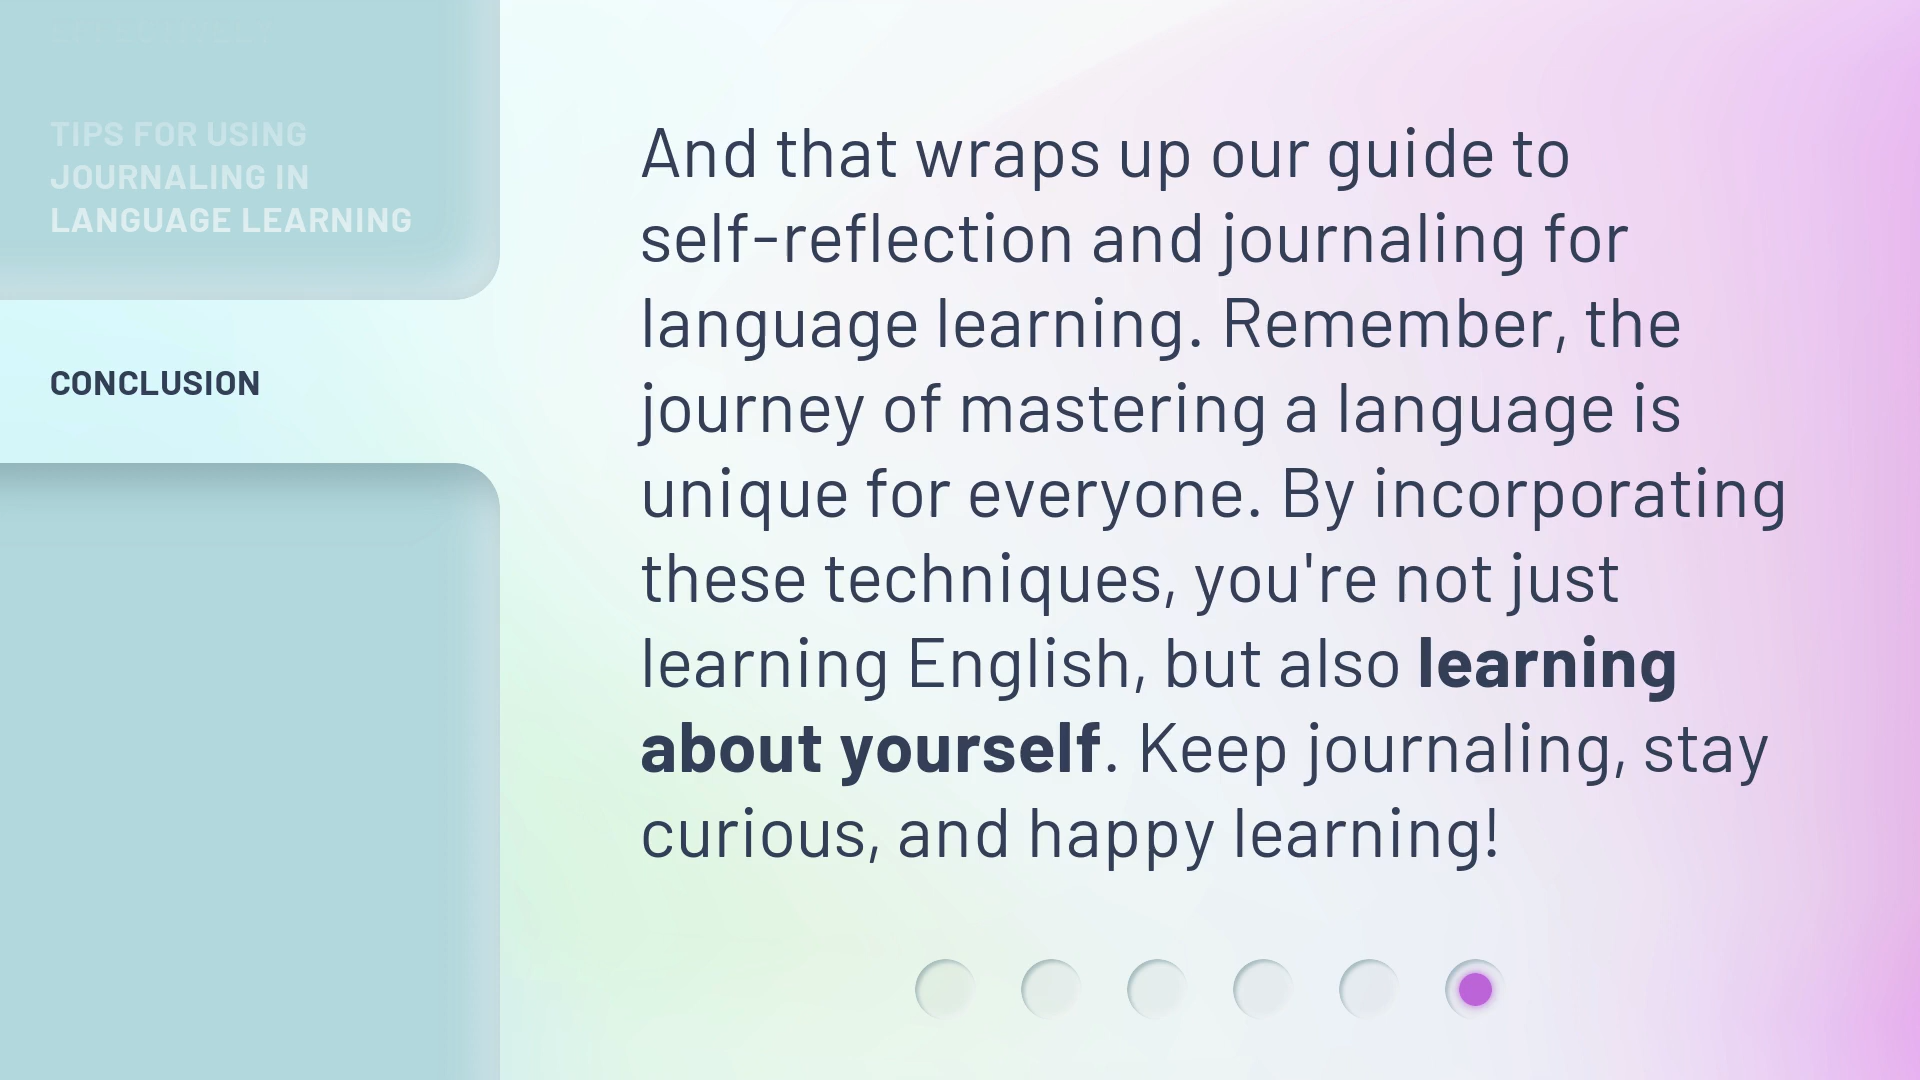 TIPS FOR USING
JOURNALING IN
LANGUAGE LEARNING
CONCLUSION
And that wraps up our guide to
self-reflection and journaling for
language learning. Remember, the
journey of mastering a language is
unique for everyone. By incorporating
these techniques, you're not just
learning English, but also learning
about yourself. Keep journaling, stay
curious, and happy learning!